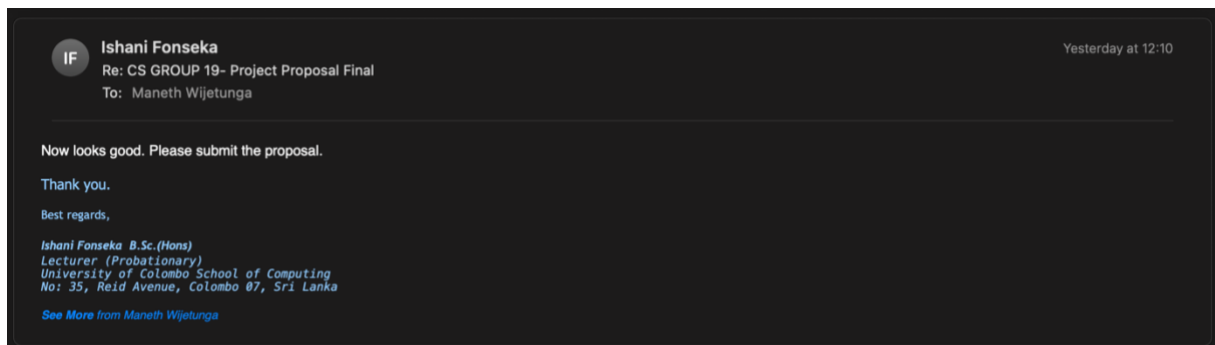 IF
Ishani Fonseka
Yesterday at 12:10
Re: CS GROUP 19- Project Proposal Final
To: Maneth Wijetunga
Now looks good. Please submit the proposal.
Thank you.
Best regards,
Ishani Fonseka B.Sc.(Hons)
Lecturer (Probationary)
University of Colombo School of Computing
No: 35, Reid Avenue, Colombo 07, Sri Lanka
See More from Maneth Wijetunga